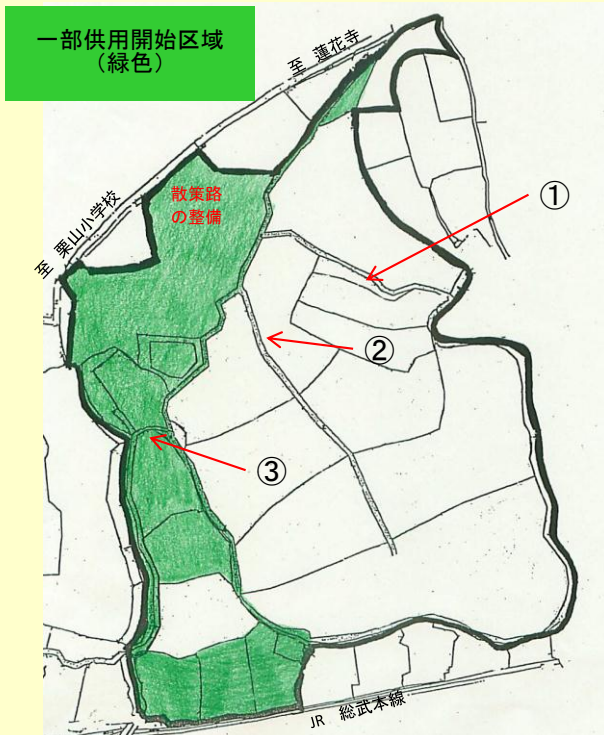 一部供用開始区域
（緑色）
至 蓮花寺
至 栗山小学校
散策路
の整備
①
②
③
JR 総武本線